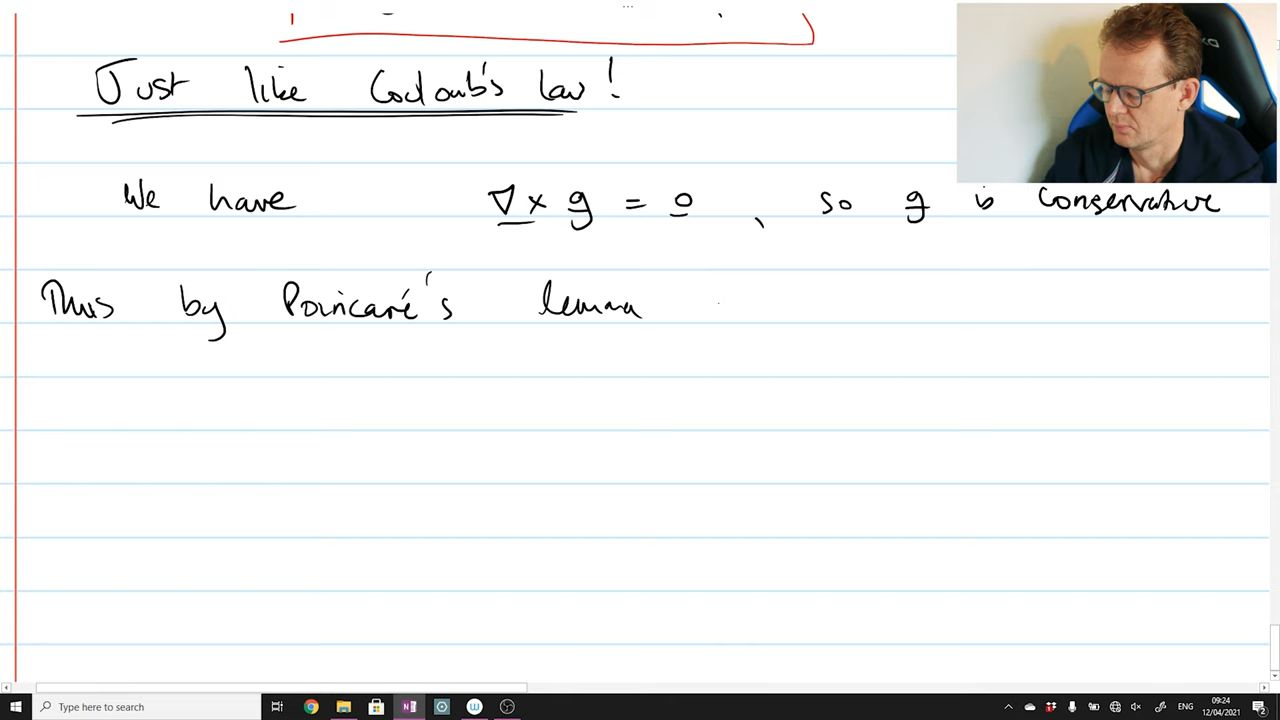 Just like Coulomb's law!
We have ∇ × g = 0 , so g is conservative
Thus by Poincaré's lemma
Type here to search
ENG
09:24
12/04/2021
2